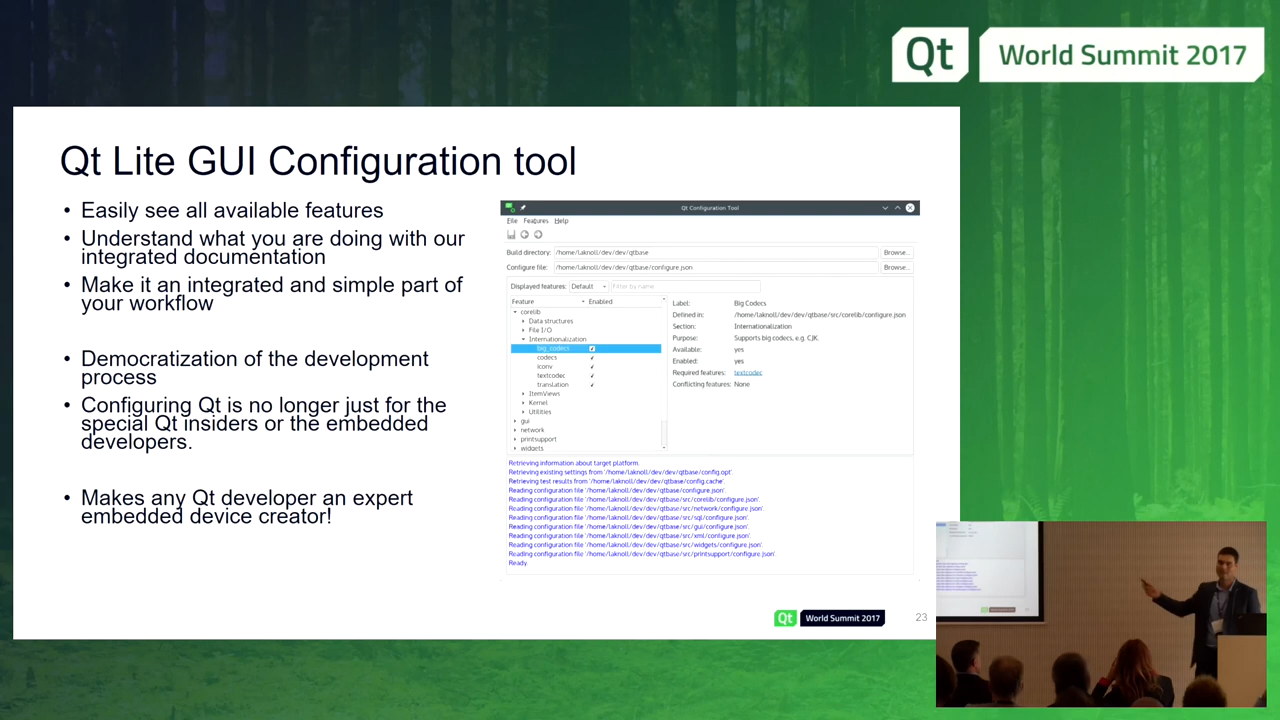 Qt World Summit 2017
Qt Lite GUI Configuration tool
• Easily see all available features
• Understand what you are doing with our
integrated documentation
• Make it an integrated and simple part of
your workflow
• Democratization of the development
process
• Configuring Qt is no longer just for the
special Qt insiders or the embedded
developers.
• Makes any Qt developer an expert
embedded device creator!
Qt Configuration Tool
File Features Help
Build directory: /home/laknoll/dev/dev/qtbase Browse...
Configure file: /home/laknoll/dev/dev/qtbase/configure.json Browse...
Displayed features: Default Filter by name
Feature Enabled
corelib
Data structures
File I/O
Internationalization
big_codecs
codecs
iconv
textcodec
translation
ItemViews
Kernel
Utilities
gui
network
printsupport
widgets
Label: Big Codecs
Defined in: /home/laknoll/dev/dev/qtbase/src/corelib/configure.json
Section: Internationalization
Purpose: Supports big codecs, e.g. CJK.
Available: yes
Enabled: yes
Required features: textcodec
Conflicting features: None
Retrieving information about target platform.
Retrieving existing settings from '/home/laknoll/dev/dev/qtbase/config.opt'.
Retrieving test results from '/home/laknoll/dev/dev/qtbase/config.cache'.
Reading configuration file '/home/laknoll/dev/dev/qtbase/configure.json'.
Reading configuration file '/home/laknoll/dev/dev/qtbase/src/corelib/configure.json'.
Reading configuration file '/home/laknoll/dev/dev/qtbase/src/network/configure.json'.
Reading configuration file '/home/laknoll/dev/dev/qtbase/src/sql/configure.json'.
Reading configuration file '/home/laknoll/dev/dev/qtbase/src/gui/configure.json'.
Reading configuration file '/home/laknoll/dev/dev/qtbase/src/xml/configure.json'.
Reading configuration file '/home/laknoll/dev/dev/qtbase/src/widgets/configure.json'.
Reading configuration file '/home/laknoll/dev/dev/qtbase/src/printsupport/configure.json'
Ready.
Qt World Summit 2017
23